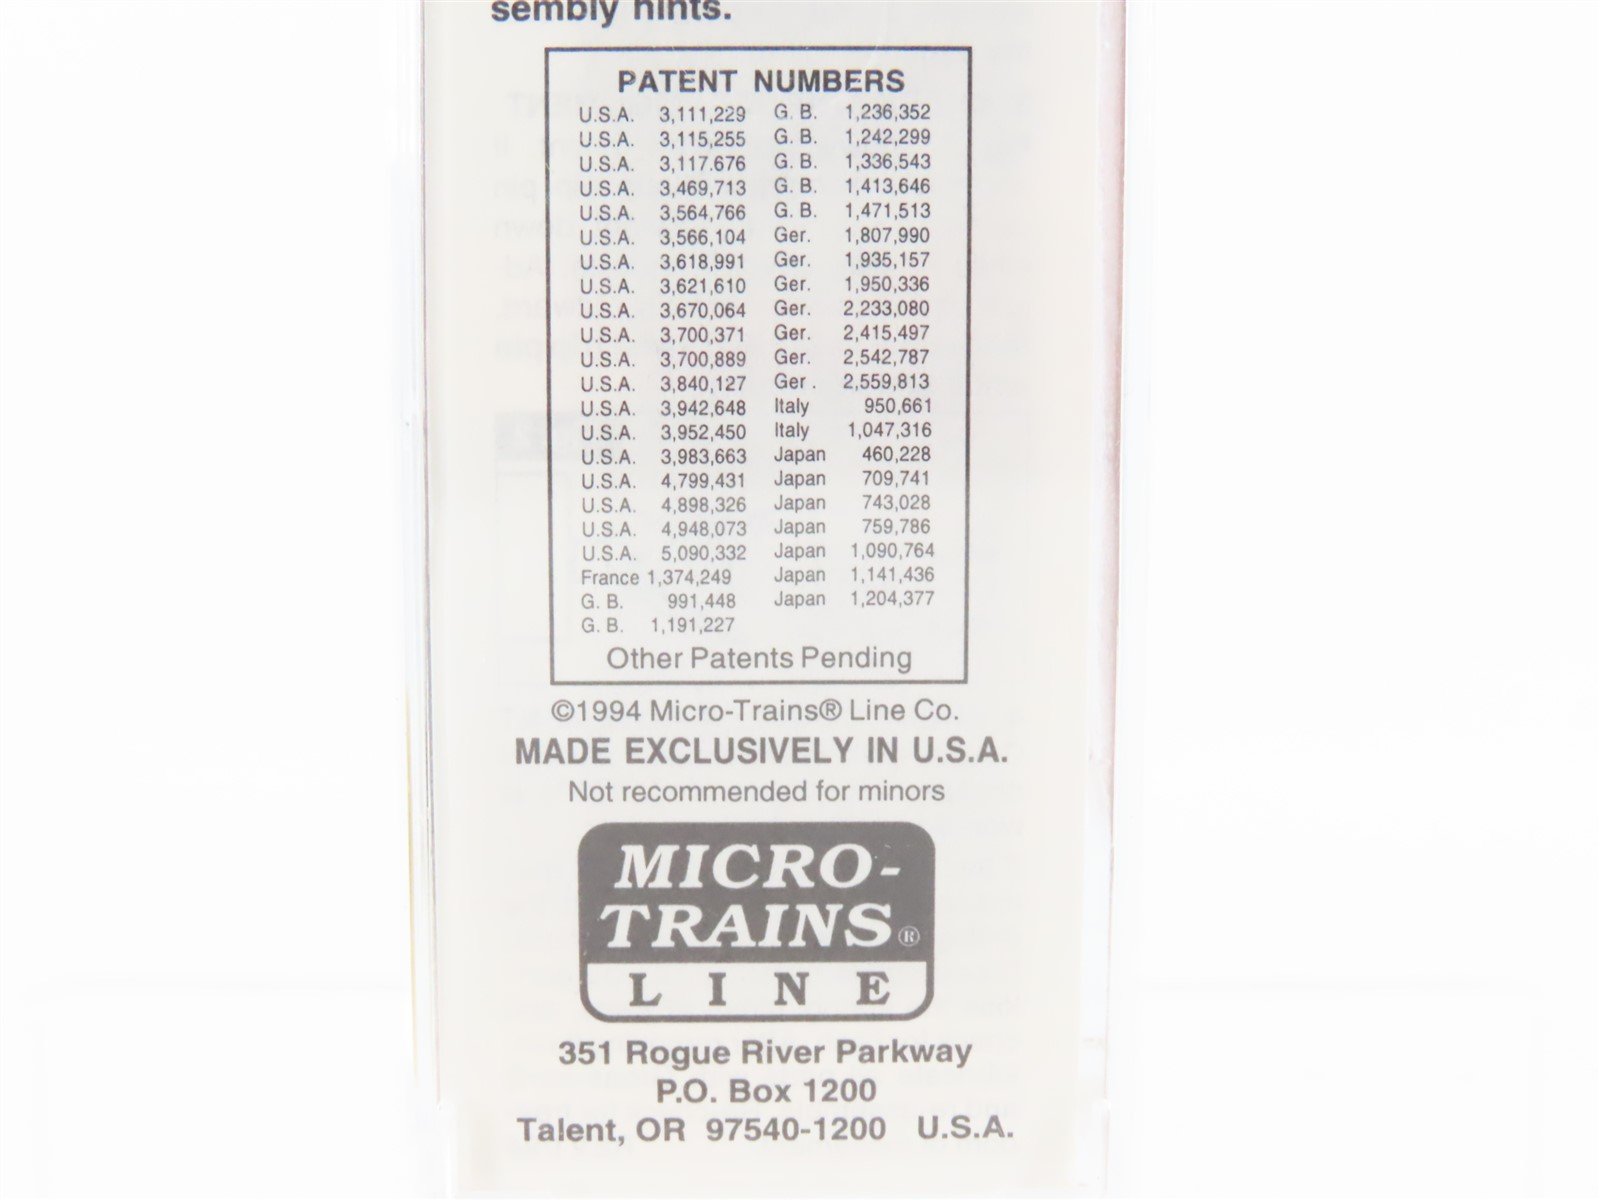 sembly hints.
PATENT NUMBERS
U.S.A. 3,111,229 G. B. 1,236,352
U.S.A. 3,115,255 G. B. 1,242,299
U.S.A. 3,117.676 G. B. 1,336,543
U.S.A. 3,469,713 G. B. 1,413,646
U.S.A. 3,564,766 G. B. 1,471,513
U.S.A. 3,566,104 Ger. 1,807,990
U.S.A. 3,618,991 Ger. 1,935,157
U.S.A. 3,621,610 Ger. 1,950,336
U.S.A. 3,670,064 Ger. 2,233,080
U.S.A. 3,700,371 Ger. 2,415,497
U.S.A. 3,700,889 Ger. 2,542,787
U.S.A. 3,840,127 Ger . 2,559,813
U.S.A. 3,942,648 Italy 950,661
U.S.A. 3,952,450 Italy 1,047,316
U.S.A. 3,983,663 Japan 460,228
U.S.A. 4,799,431 Japan 709,741
U.S.A. 4,898,326 Japan 743,028
U.S.A. 4,948,073 Japan 759,786
U.S.A. 5,090,332 Japan 1,090,764
France 1,374,249 Japan 1,141,436
G. B. 991,448 Japan 1,204,377
G. B. 1,191,227
Other Patents Pending
©1994 Micro-Trains® Line Co.
MADE EXCLUSIVELY IN U.S.A.
Not recommended for minors
MICRO-
TRAINS®
LINE
351 Rogue River Parkway
P.O. Box 1200
Talent, OR 97540-1200 U.S.A.